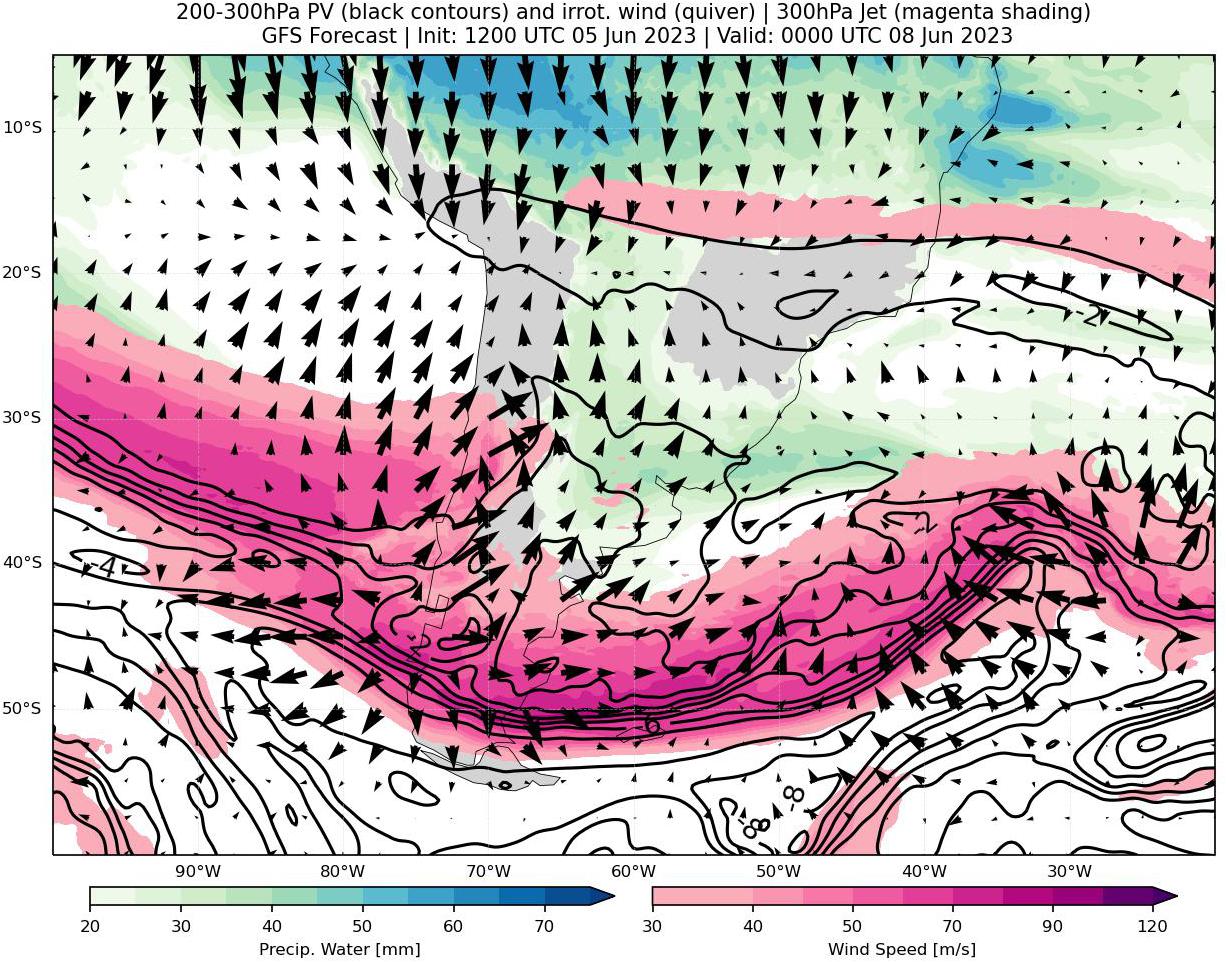 200-300hPa PV (black contours) and irrot. wind (quiver) | 300hPa Jet (magenta shading)
GFS Forecast | Init: 1200 UTC 05 Jun 2023 | Valid: 0000 UTC 08 Jun 2023
10°S
20°S
-2
30°S
-2
40°S
-4
-2
50°S
-6
-8
-8
90°W 80°W 70°W 60°W 50°W 40°W 30°W
20 30 40 50 60 70
30 40 50 70 90 120
Precip. Water [mm] Wind Speed [m/s]